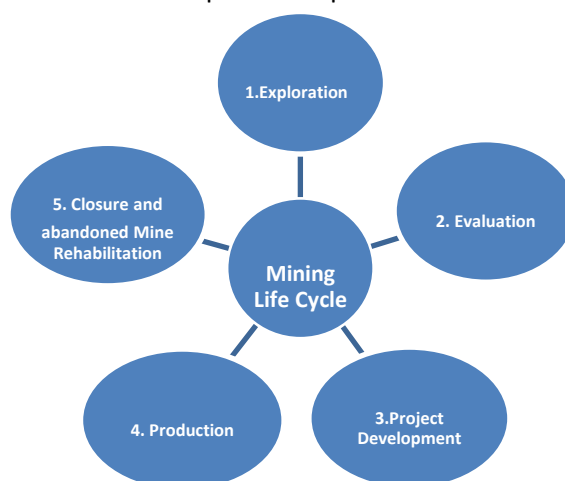 1.Exploration
2. Evaluation
3.Project
Development
4. Production
5. Closure and
abandoned Mine
Rehabilitation
Mining
Life Cycle